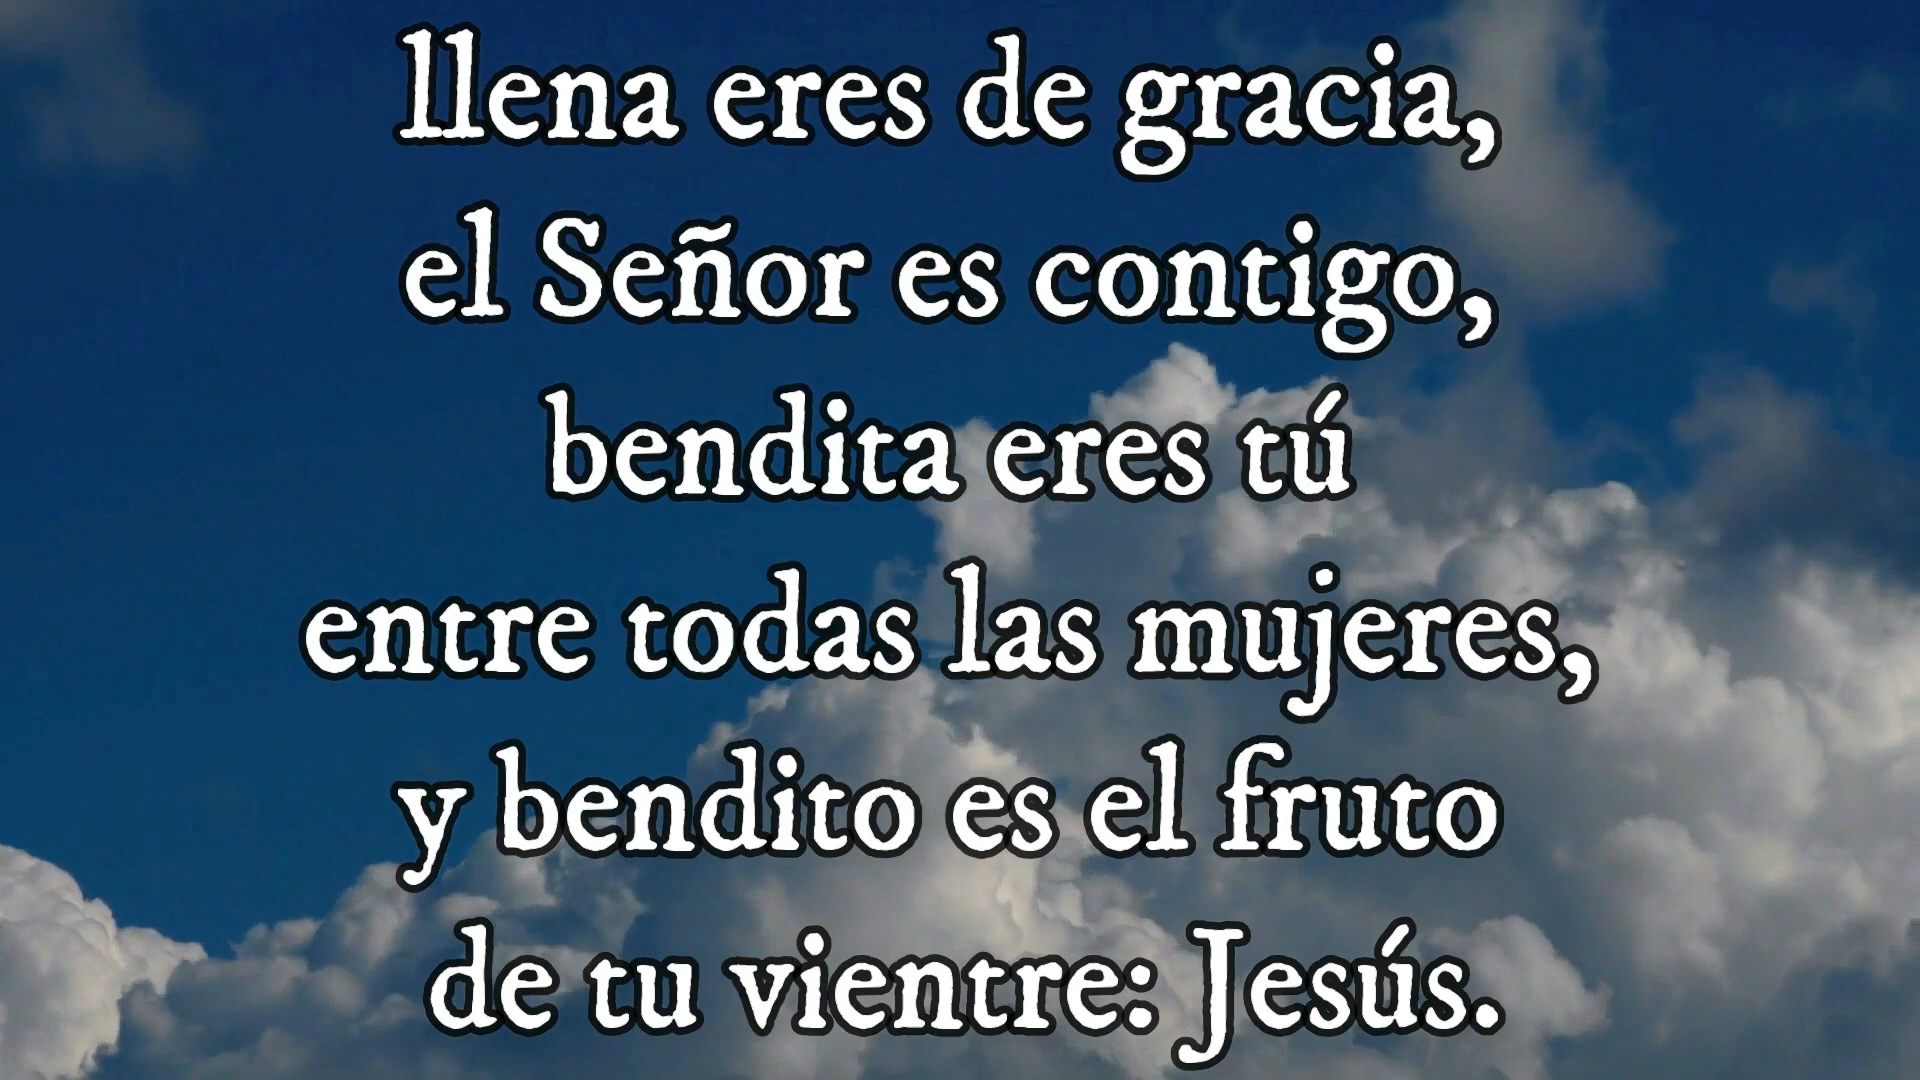 llena eres de gracia,
el Señor es contigo,
bendita eres tú
entre todas las mujeres,
y bendito es el fruto
de tu vientre: Jesús.